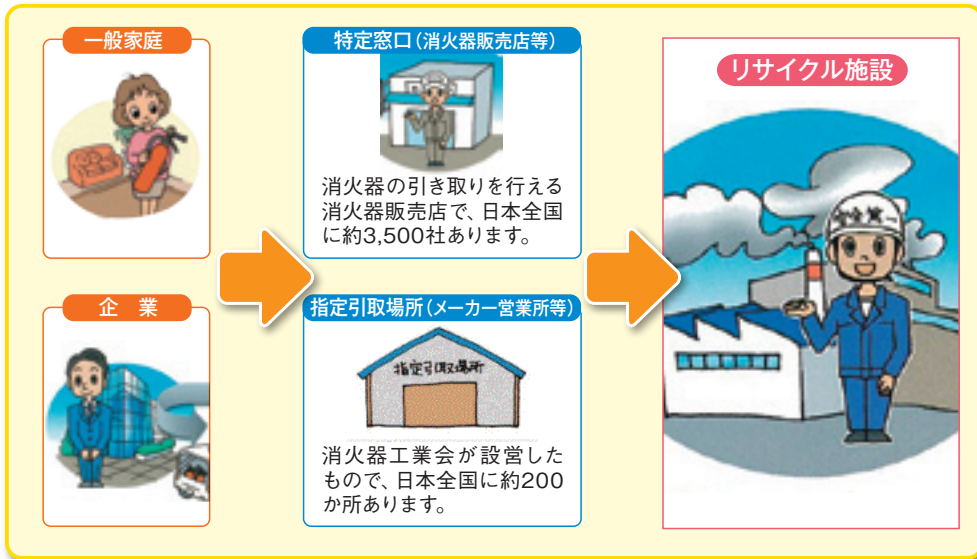 一般家庭
企　業
特定窓口（消火器販売店等）
消火器の引き取りを行える
消火器販売店で、日本全国
に約3,500社あります。
指定引取場所（メーカー営業所等）
指定引取場所
消火器工業会が設営した
もので、日本全国に約200
か所あります。
リサイクル施設
安全第一